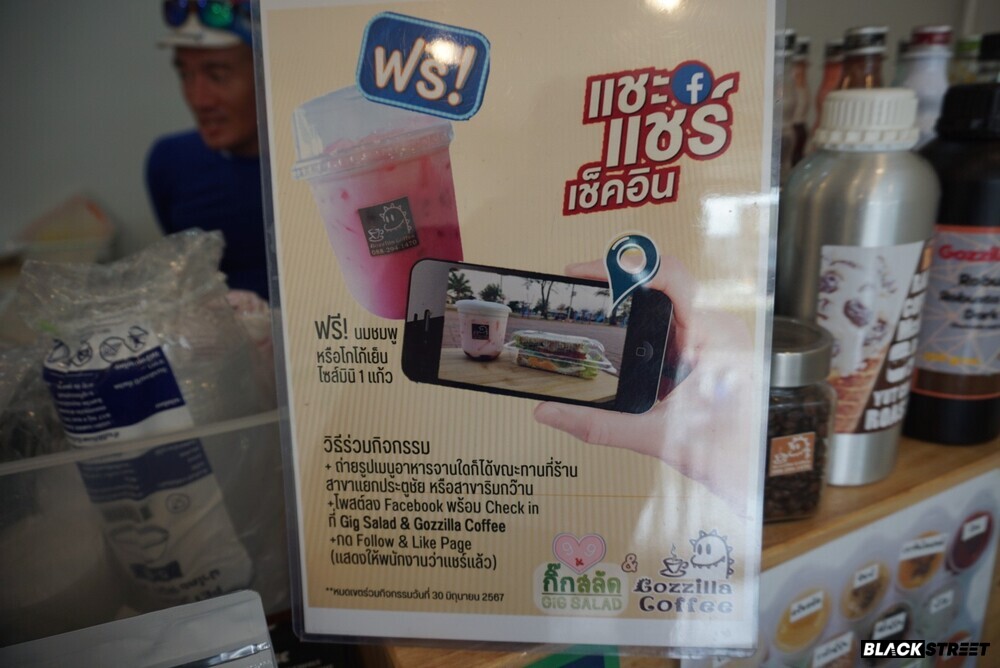 ฟรี!
แชะ f
แชร์
เช็คอิน
ฟรี! นมชมพู
หรือโกโก้เย็น
ไซส์มินิ 1 แก้ว
วิธีร่วมกิจกรรม
+ ถ่ายรูปเมนูอาหารจานใดก็ได้ขณะทานที่ร้าน
สาขาแยกประตูชัย หรือสาขาริมกว๊าน
+โพสต์ลง Facebook พร้อม Check in
ที่ Gig Salad & Gozzilla Coffee
+กด Follow & Like Page
(แสดงให้พนักงานว่าแชร์แล้ว)
**หมดเขตร่วมกิจกรรมวันที่ 30 มิถุนายน 2567
กิ๊กสลัด
GIG SALAD
&
Gozzilla
Coffee
ROAST
BLACKSTREET